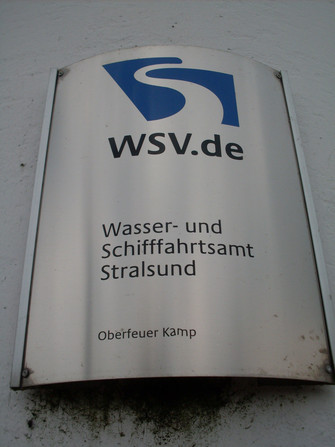 WSV.de
Wasser- und
Schifffahrtsamt
Stralsund
Oberfeuer Kamp